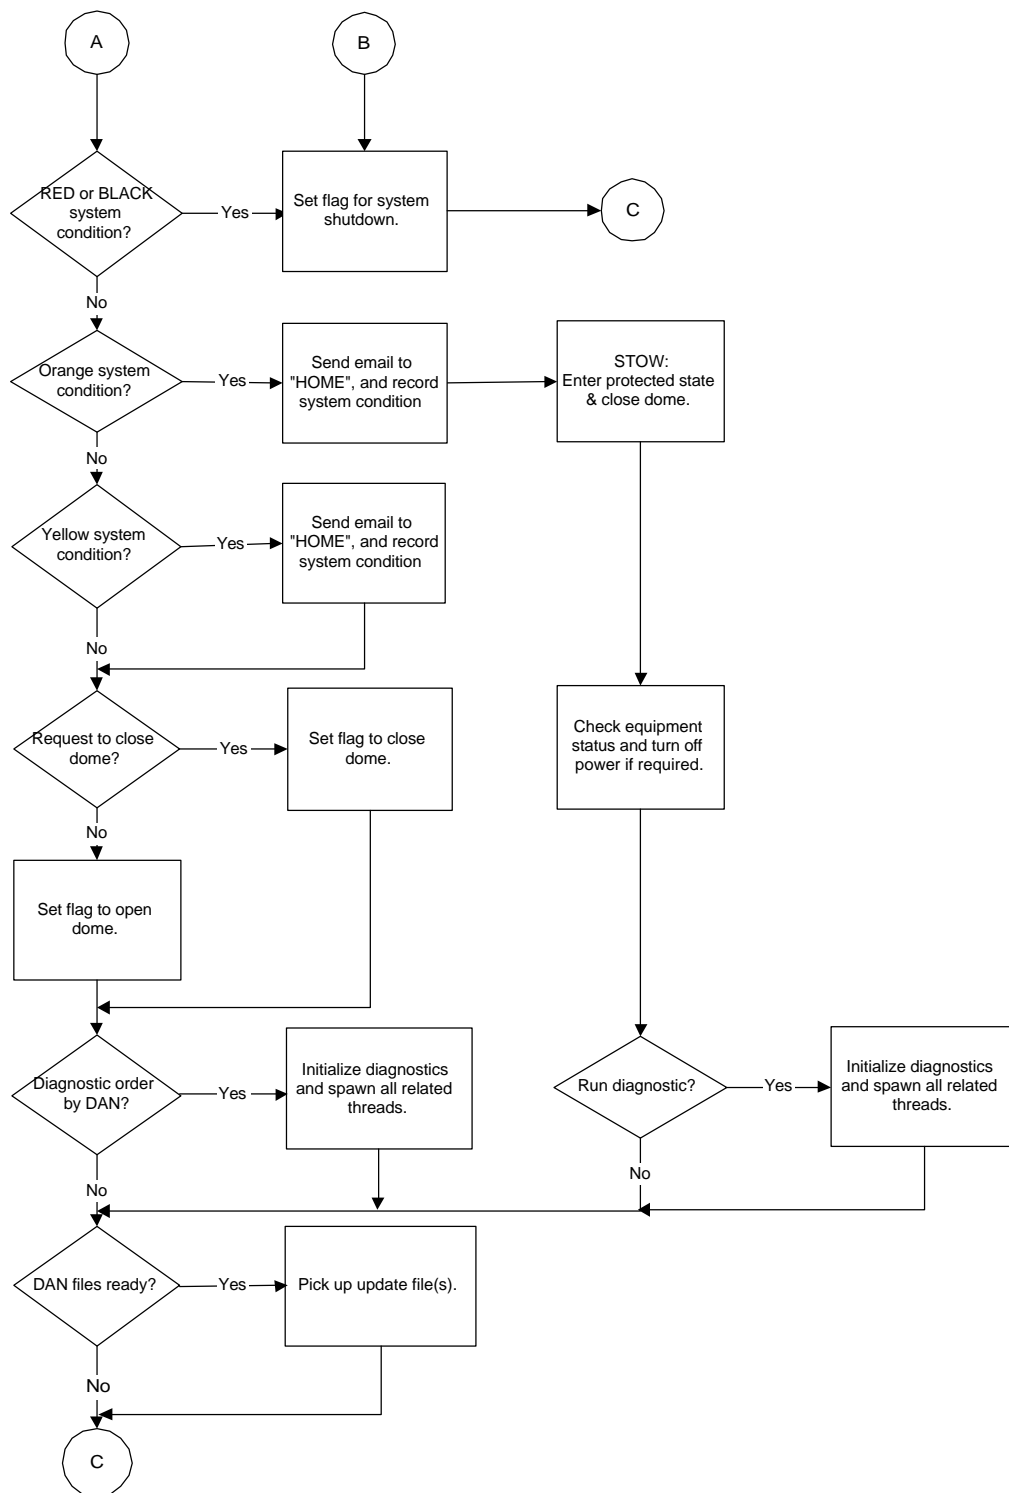 A
B
RED or BLACK
system
condition?
Yes
Set flag for system
shutdown.
C
No
Orange system
condition?
Yes
Send email to
"HOME", and record
system condition
STOW:
Enter protected state
& close dome.
No
Yellow system
condition?
Yes
Send email to
"HOME", and record
system condition
No
Request to close
dome?
Yes
Set flag to close
dome.
Check equipment
status and turn off
power if required.
No
Set flag to open
dome.
Diagnostic order
by DAN?
Yes
Initialize diagnostics
and spawn all related
threads.
Run diagnostic?
Yes
Initialize diagnostics
and spawn all related
threads.
No
No
DAN files ready?
Yes
Pick up update file(s).
No
C